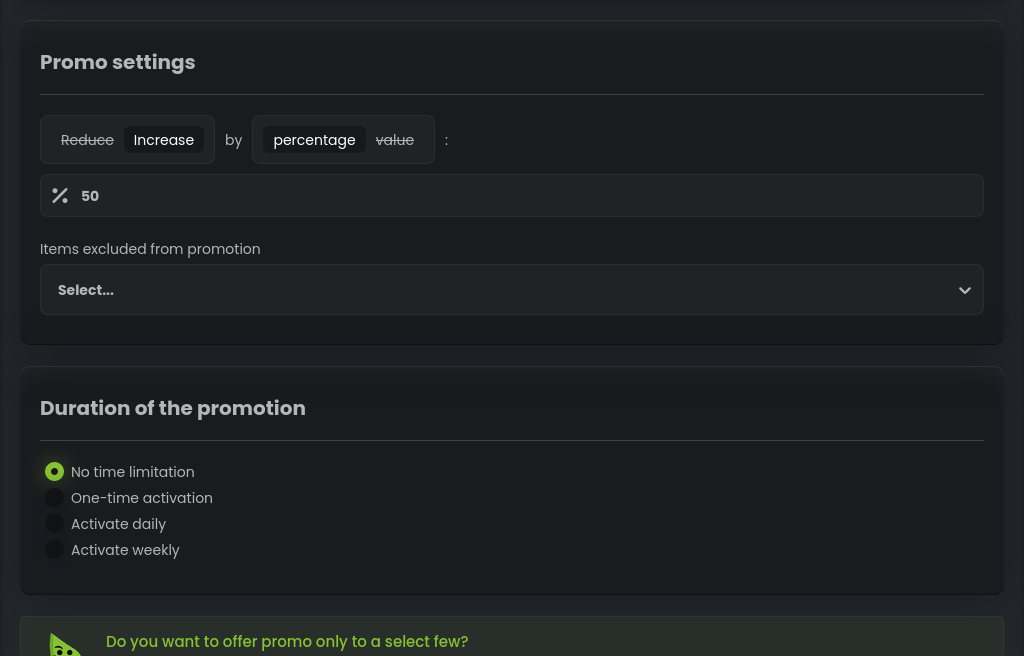 Promo settings
Reduce Increase by percentage value :
50
Items excluded from promotion
Select...
Duration of the promotion
No time limitation
One-time activation
Activate daily
Activate weekly
Do you want to offer promo only to a select few?